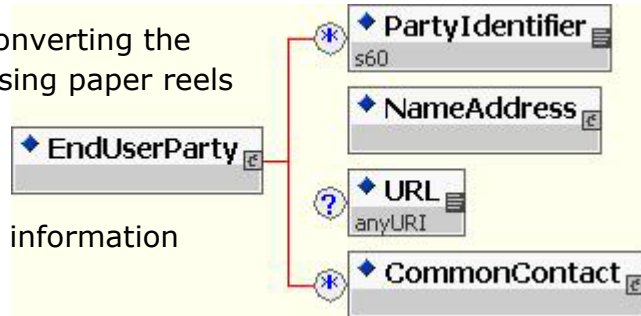 onverting the
sing paper reels
information
EndUserParty
* PartyIdentifier
s60
NameAddress
? URL
anyURI
* CommonContact